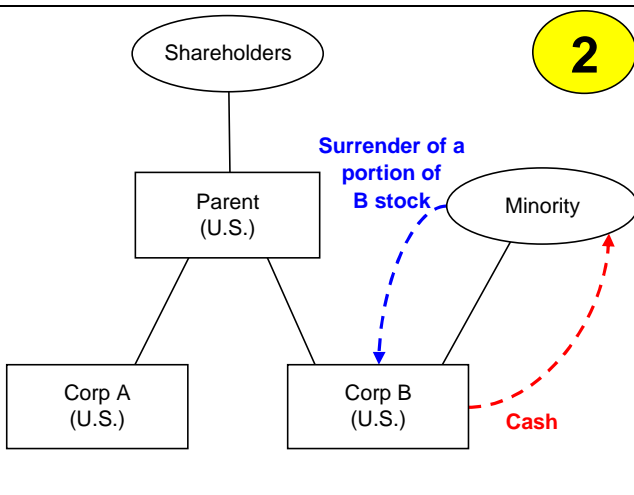 Shareholders
2
Surrender of a
portion of
B stock
Parent
(U.S.)
Minority
Corp A
(U.S.)
Corp B
(U.S.)
Cash